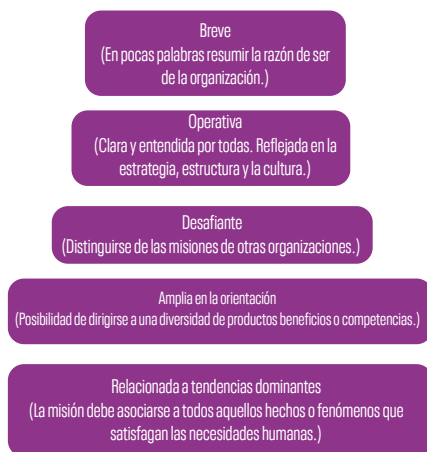 Breve
(En pocas palabras resumir la razón de ser
de la organización.)
Operativa
(Clara y entendida por todas. Reflejada en la
estrategia, estructura y la cultura.)
Desafiante
(Distinguirse de las misiones de otras organizaciones.)
Amplia en la orientación
(Posibilidad de dirigirse a una diversidad de productos beneficios o competencias.)
Relacionada a tendencias dominantes
(La misión debe asociarse a todos aquellos hechos o fenómenos que
satisfagan las necesidades humanas.)